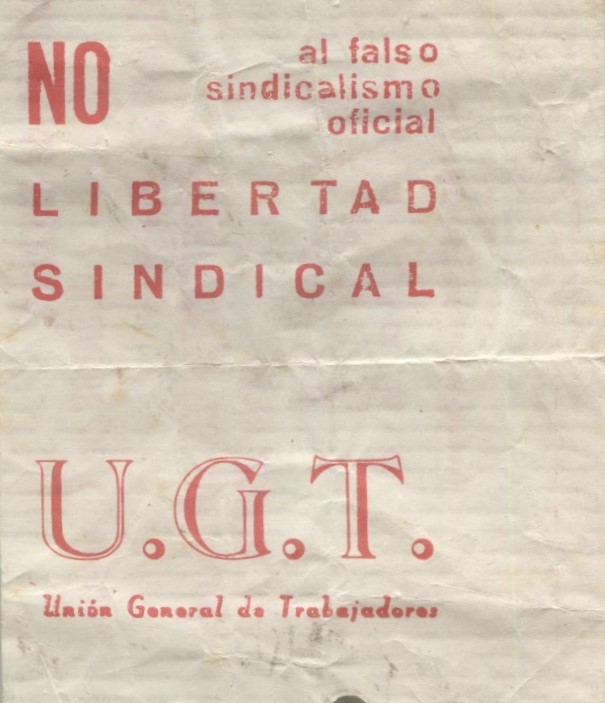 NO al falso
sindicalismo
oficial
LIBERTAD
SINDICAL
U.G.T.
Unión General de Trabajadores